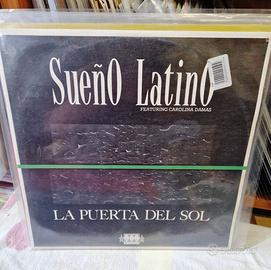 SueñO LatinO
FEATURING CAROLINA DAMAS
LA PUERTA DEL SOL